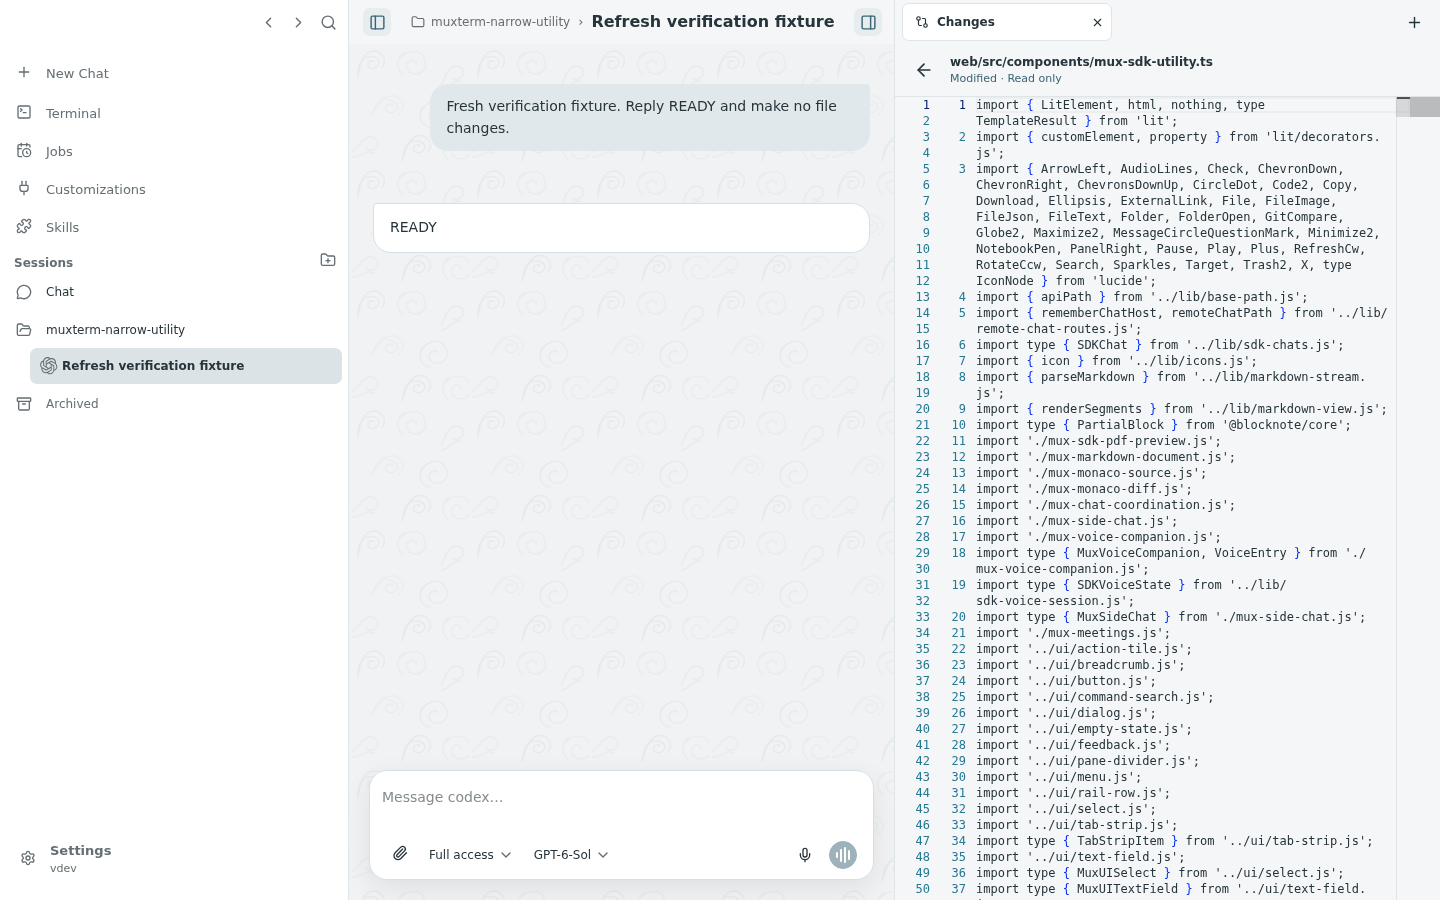 New Chat
Terminal
Jobs
Customizations
Skills
Sessions
Chat
muxterm-narrow-utility
Refresh verification fixture
Archived
Settings
vdev
muxterm-narrow-utility › Refresh verification fixture
Fresh verification fixture. Reply READY and make no file
changes.
READY
Message codex...
Full access
GPT-6-Sol
Changes
web/src/components/mux-sdk-utility.ts
Modified · Read only
1 1 import { LitElement, html, nothing, type
2 TemplateResult } from 'lit';
3 2 import { customElement, property } from 'lit/decorators.
4 js';
5 3 import { ArrowLeft, AudioLines, Check, ChevronDown,
6 ChevronRight, ChevronsDownUp, CircleDot, Code2, Copy,
7 Download, Ellipsis, ExternalLink, File, FileImage,
8 FileJson, FileText, Folder, FolderOpen, GitCompare,
9 Globe2, Maximize2, MessageCircleQuestionMark, Minimize2,
10 NotebookPen, PanelRight, Pause, Play, Plus, RefreshCw,
11 RotateCcw, Search, Sparkles, Target, Trash2, X, type
12 IconNode } from 'lucide';
13 4 import { apiPath } from '../lib/base-path.js';
14 5 import { rememberChatHost, remoteChatPath } from '../lib/
15 remote-chat-routes.js';
16 6 import type { SDKChat } from '../lib/sdk-chats.js';
17 7 import { icon } from '../lib/icons.js';
18 8 import { parseMarkdown } from '../lib/markdown-stream.
19 js';
20 9 import { renderSegments } from '../lib/markdown-view.js';
21 10 import type { PartialBlock } from '@blocknote/core';
22 11 import './mux-sdk-pdf-preview.js';
23 12 import './mux-markdown-document.js';
24 13 import './mux-monaco-source.js';
25 14 import './mux-monaco-diff.js';
26 15 import './mux-chat-coordination.js';
27 16 import './mux-side-chat.js';
28 17 import './mux-voice-companion.js';
29 18 import type { MuxVoiceCompanion, VoiceEntry } from './
30 mux-voice-companion.js';
31 19 import type { SDKVoiceState } from '../lib/
32 sdk-voice-session.js';
33 20 import type { MuxSideChat } from './mux-side-chat.js';
34 21 import './mux-meetings.js';
35 22 import '../ui/action-tile.js';
36 23 import '../ui/breadcrumb.js';
37 24 import '../ui/button.js';
38 25 import '../ui/command-search.js';
39 26 import '../ui/dialog.js';
40 27 import '../ui/empty-state.js';
41 28 import '../ui/feedback.js';
42 29 import '../ui/pane-divider.js';
43 30 import '../ui/menu.js';
44 31 import '../ui/rail-row.js';
45 32 import '../ui/select.js';
46 33 import '../ui/tab-strip.js';
47 34 import type { TabStripItem } from '../ui/tab-strip.js';
48 35 import '../ui/text-field.js';
49 36 import type { MuxUISelect } from '../ui/select.js';
50 37 import type { MuxUITextField } from '../ui/text-field.